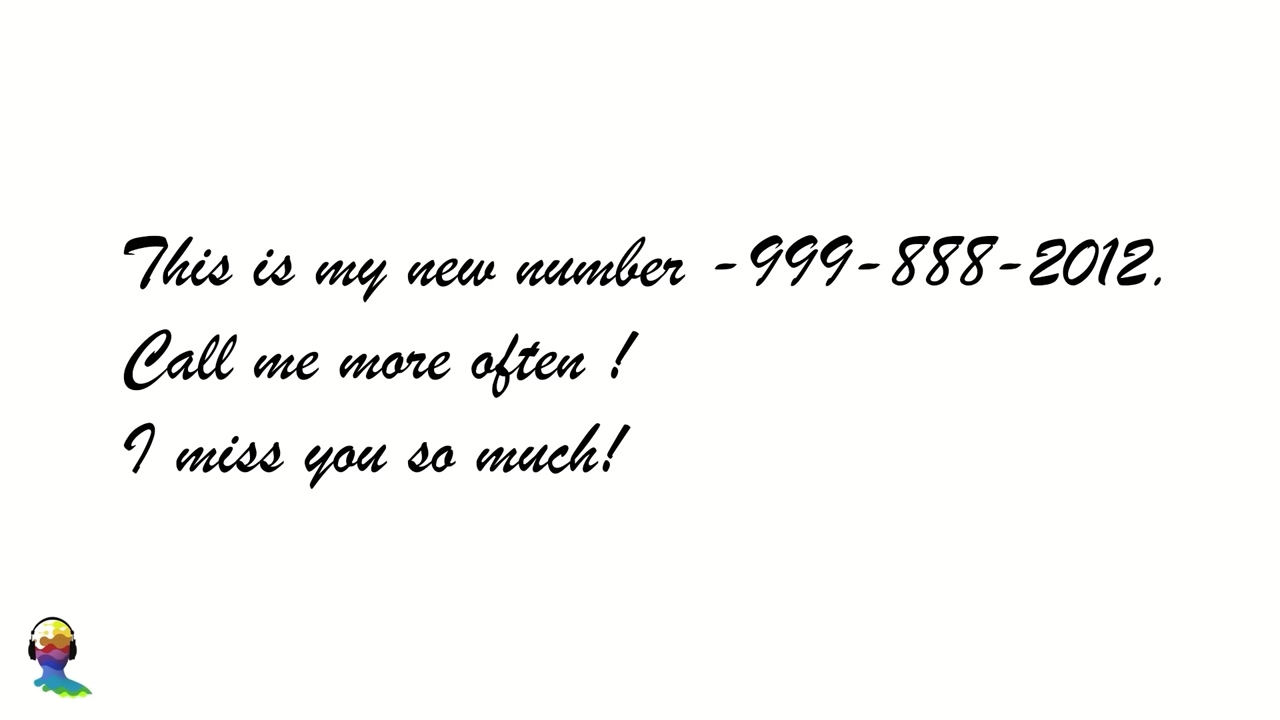 This is my new number -999-888-2012.
Call me more often !
I miss you so much!